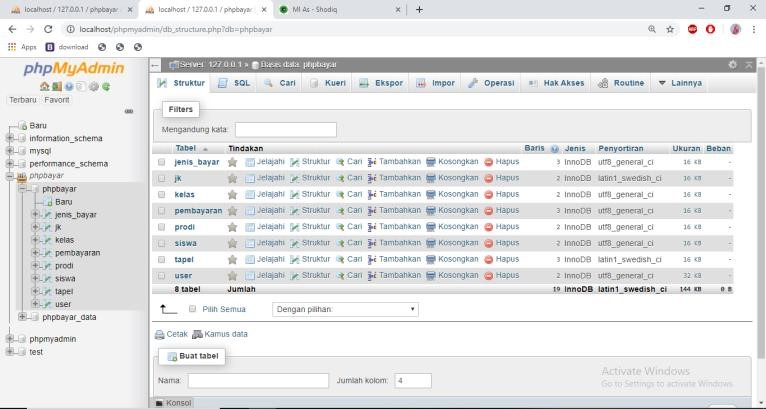 localhost / 127.0.0.1 / phpbayar
localhost / 127.0.0.1 / phpbayar
MI As - Shodiq
localhost/phpmyadmin/db_structure.php?db=phpbayar
Apps download
phpMyAdmin
Terbaru Favorit
Baru
information_schema
mysql
performance_schema
phpbayar
phpbayar
Baru
jenis_bayar
jk
kelas
pembayaran
prodi
siswa
tapel
user
phpbayar_data
phpmyadmin
test
Server: 127.0.0.1 » Basis data: phpbayar
Struktur SQL Cari Kueri Ekspor Impor Operasi Hak Akses Routine Lainnya
Filters
Mengandung kata:
Tabel Tindakan Baris Jenis Penyortiran Ukuran Beban
jenis_bayar Jelajahi Struktur Cari Tambahkan Kosongkan Hapus 3 InnoDB utf8_general_ci 16 KB -
jk Jelajahi Struktur Cari Tambahkan Kosongkan Hapus 2 InnoDB latin1_swedish_ci 16 KB -
kelas Jelajahi Struktur Cari Tambahkan Kosongkan Hapus 2 InnoDB utf8_general_ci 16 KB -
pembayaran Jelajahi Struktur Cari Tambahkan Kosongkan Hapus 3 InnoDB utf8_general_ci 16 KB -
prodi Jelajahi Struktur Cari Tambahkan Kosongkan Hapus 2 InnoDB utf8_general_ci 16 KB -
siswa Jelajahi Struktur Cari Tambahkan Kosongkan Hapus 2 InnoDB utf8_general_ci 16 KB -
tapel Jelajahi Struktur Cari Tambahkan Kosongkan Hapus 3 InnoDB latin1_swedish_ci 16 KB -
user Jelajahi Struktur Cari Tambahkan Kosongkan Hapus 2 InnoDB utf8_general_ci 32 KB -
8 tabel Jumlah 19 InnoDB latin1_swedish_ci 144 KB 0 B
Pilih Semua Dengan pilihan:
Cetak Kamus data
Buat tabel
Nama: Jumlah kolom: 4
Activate Windows
Go to Settings to activate Windows.
Konsol